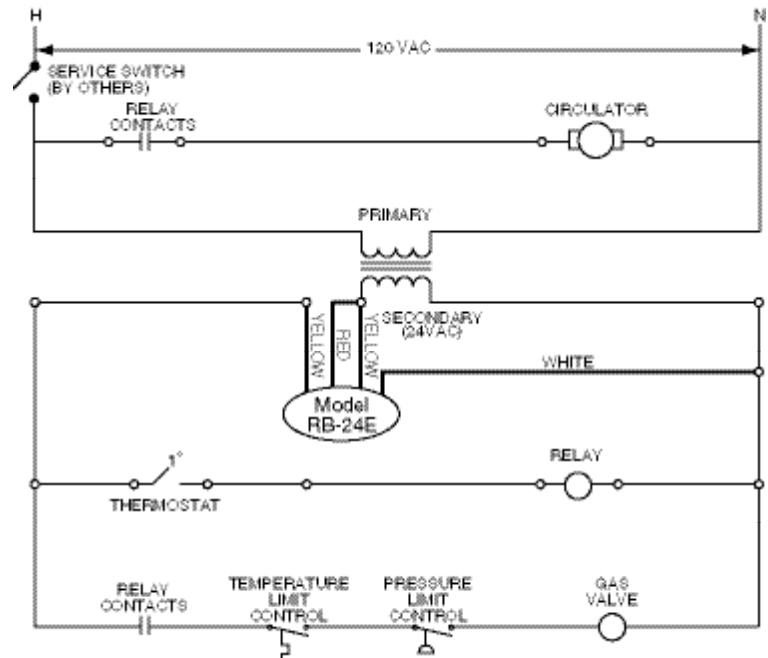 H
N
120 VAC
SERVICE SWITCH
(BY OTHERS)
RELAY
CONTACTS
CIRCULATOR
PRIMARY
SECONDARY
(24VAC)
YELLOW
RED
YELLOW
WHITE
Model
RB-24E
1°
THERMOSTAT
RELAY
RELAY
CONTACTS
TEMPERATURE
LIMIT
CONTROL
PRESSURE
LIMIT
CONTROL
GAS
VALVE